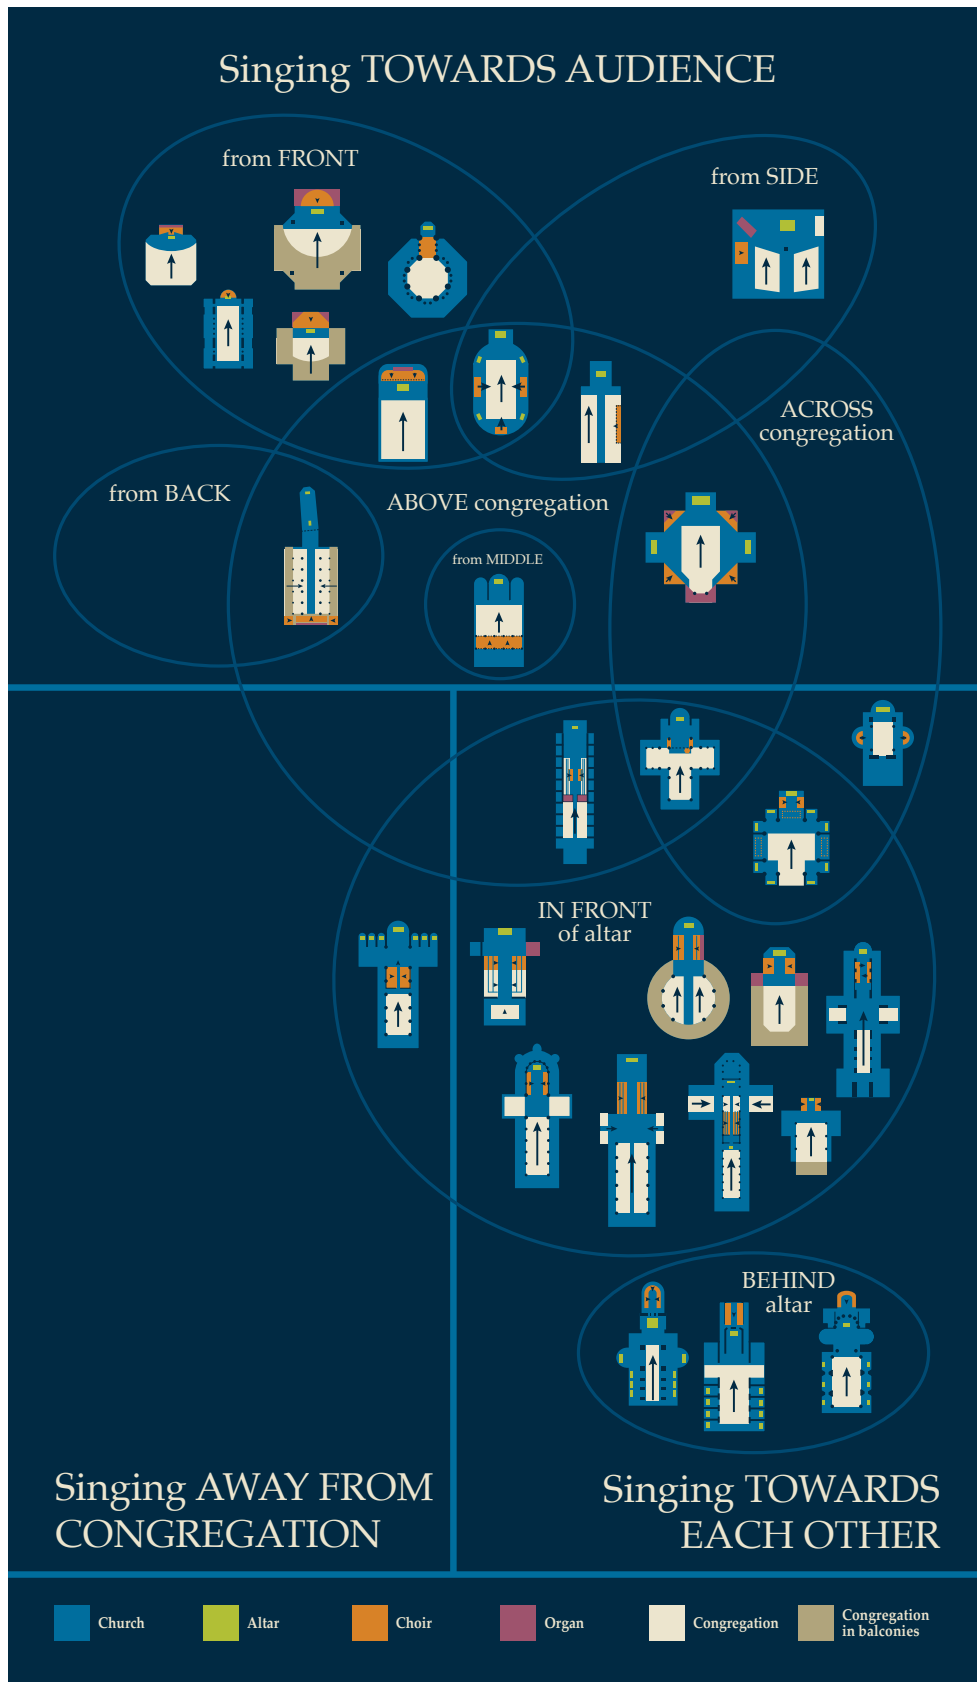 Singing TOWARDS AUDIENCE
from FRONT
from SIDE
ACROSS
congregation
from BACK
ABOVE congregation
from MIDDLE
IN FRONT
of altar
BEHIND
altar
Singing AWAY FROM
CONGREGATION
Singing TOWARDS
EACH OTHER
Church
Altar
Choir
Organ
Congregation
Congregation
in balconies